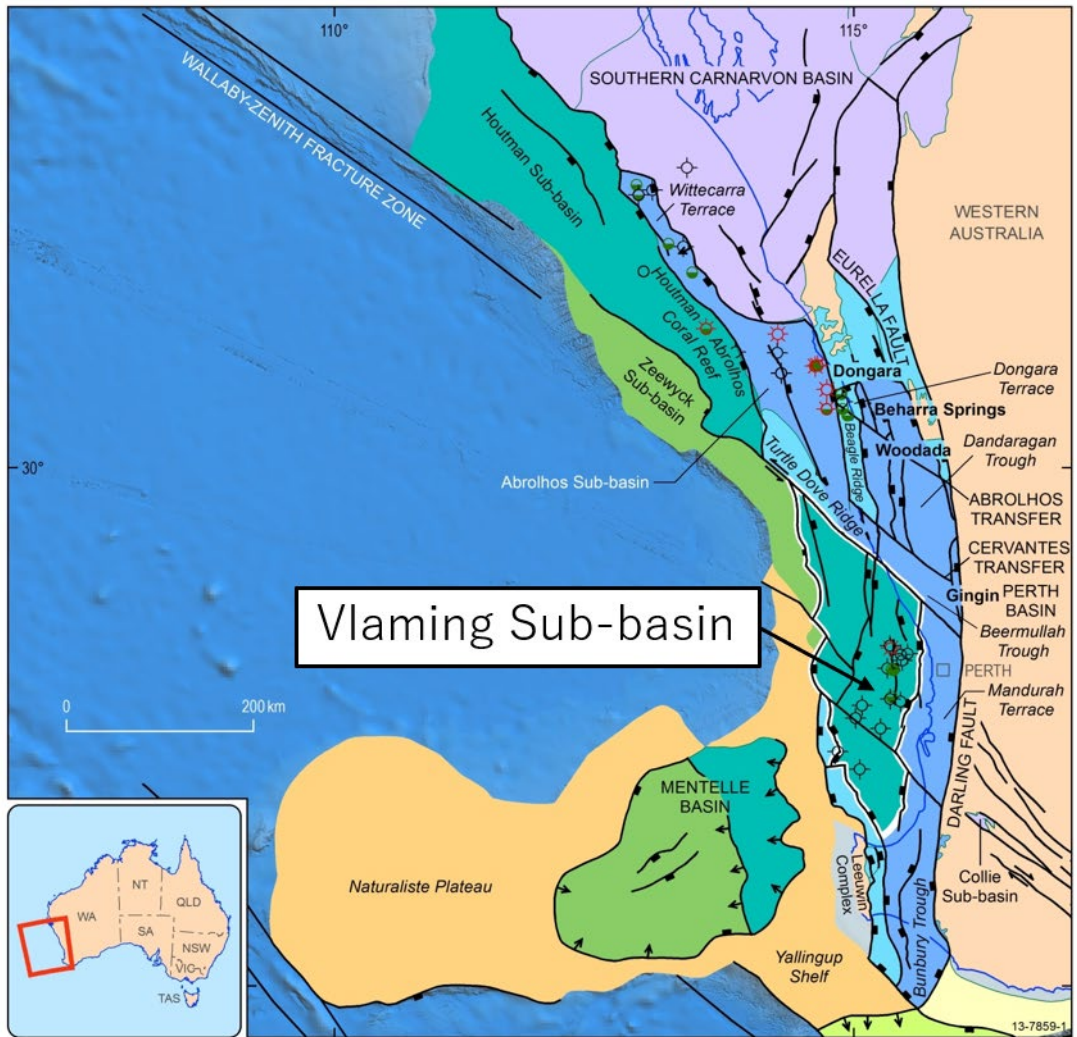 110°
115°
WALLABY-ZENITH FRACTURE ZONE
SOUTHERN CARNARVON BASIN
Houtman Sub-basin
Wittecarra
Terrace
WESTERN
AUSTRALIA
EURELLA FAULT
Houtman Abrolhos
Coral Reef
Zeewyck
Sub-basin
Dongara
Dongara
Terrace
Beharra Springs
Beagle Ridge
Woodada
Dandaragan
Trough
30°
Abrolhos Sub-basin
Turtle Dove Ridge
ABROLHOS
TRANSFER
CERVANTES
TRANSFER
Gingin
PERTH
BASIN
Beermullah
Trough
Vlaming Sub-basin
PERTH
Mandurah
Terrace
0
200 km
DARLING FAULT
MENTELLE
BASIN
Naturaliste Plateau
Leeuwin
Complex
Collie
Sub-basin
Bunbury Trough
Yallingup
Shelf
NT
WA
QLD
SA
NSW
VIC
TAS
13-7859-1